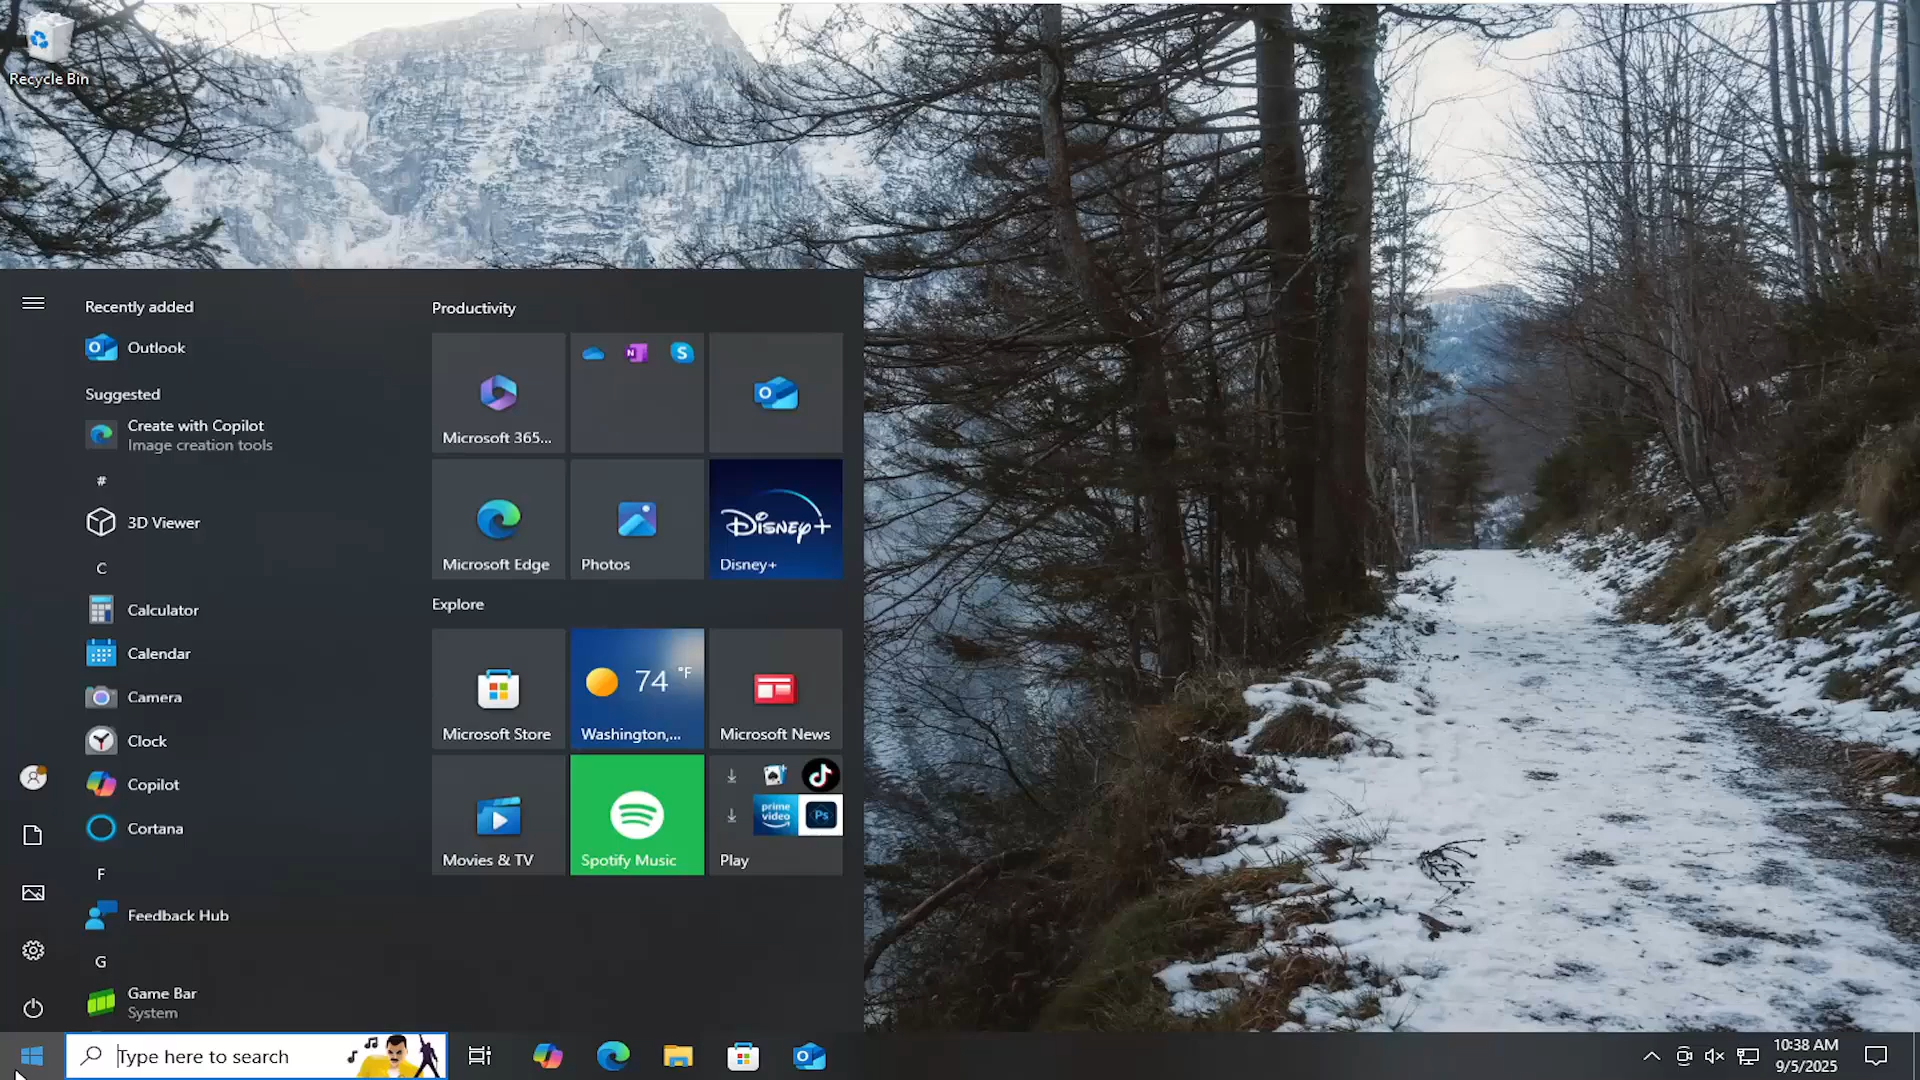 Recycle Bin
Recently added
Outlook
Suggested
Create with Copilot
Image creation tools
#
3D Viewer
C
Calculator
Calendar
Camera
Clock
Copilot
Cortana
F
Feedback Hub
G
Game Bar
System
Productivity
Microsoft 365...
Microsoft Edge
Photos
Disney+
Disney+
Explore
Microsoft Store
74 °F
Washington,...
Microsoft News
Movies & TV
Spotify Music
prime video
Ps
Play
Type here to search
10:38 AM
9/5/2025